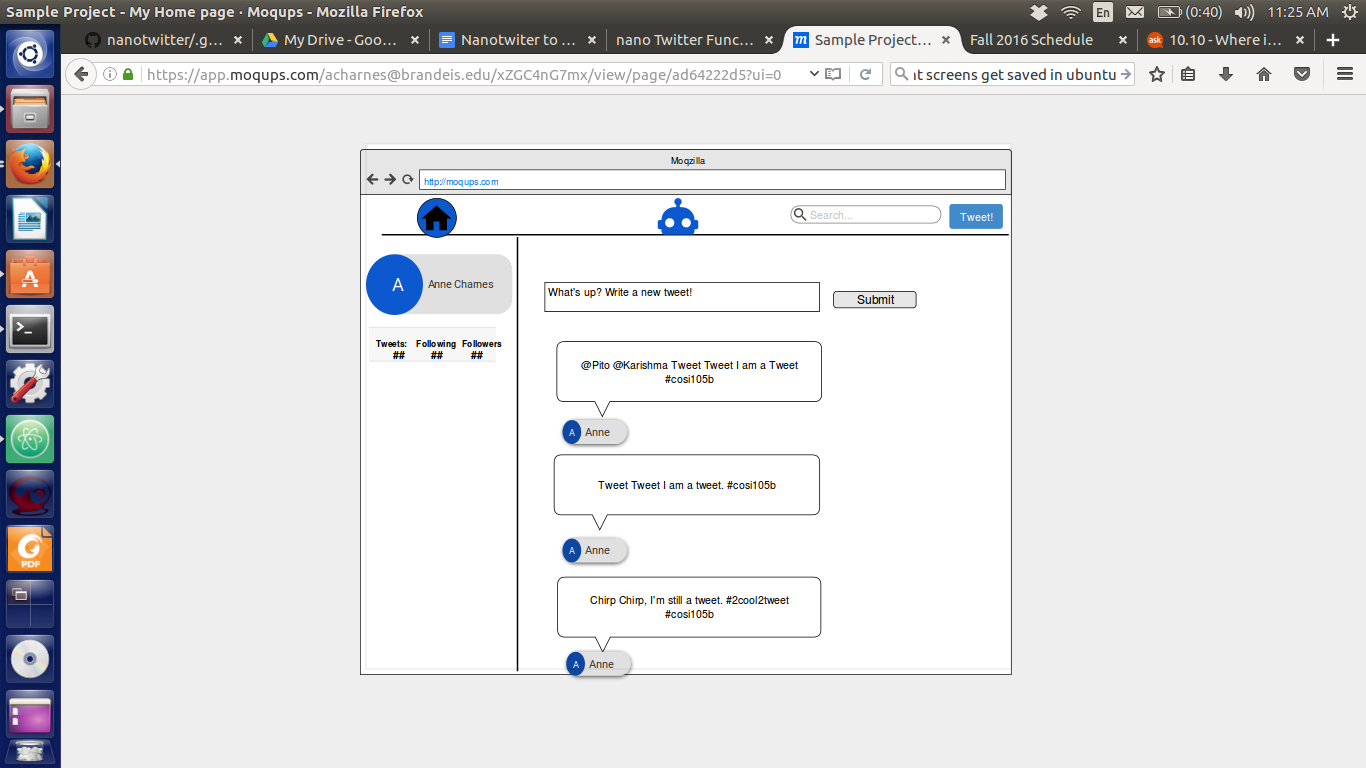 Sample Project - My Home page · Moqups - Mozilla Firefox
En
(0:40)
11:25 AM
nanotwitter/.g...
My Drive - Goo...
Nanotwiter to ...
nano Twitter Func...
Sample Project...
Fall 2016 Schedule
ask
10.10 - Where i...
https://app.moqups.com/acharnes@brandeis.edu/xZGC4nG7mx/view/page/ad64222d5?ui=0
nt screens get saved in ubuntu
Moqzilla
http://moqups.com
Search...
Tweet!
A
Anne Charnes
Tweets: Following Followers
## ## ##
What's up? Write a new tweet!
Submit
@Pito @Karishma Tweet Tweet I am a Tweet
#cosi105b
A Anne
Tweet Tweet I am a tweet. #cosi105b
A Anne
Chirp Chirp, I'm still a tweet. #2cool2tweet
#cosi105b
A Anne
PDF